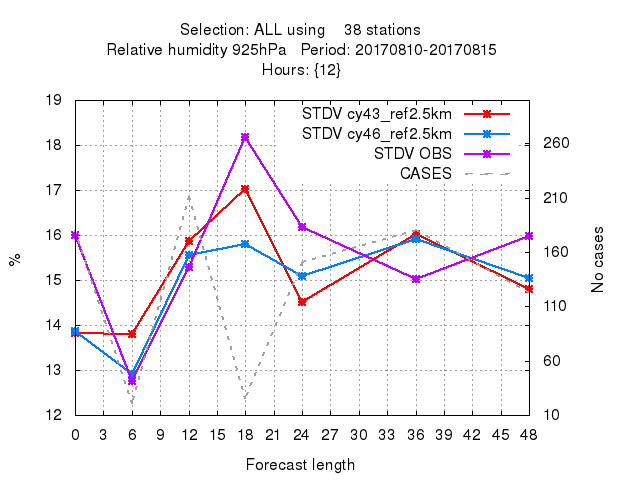 Selection: ALL using    38 stations
Relative humidity 925hPa   Period: 20170810-20170815
Hours: {12}
STDV cy43_ref2.5km
STDV cy46_ref2.5km
STDV OBS
CASES
%
19
18
17
16
15
14
13
12
No cases
260
210
160
110
60
10
0 3 6 9 12 15 18 21 24 27 30 33 36 39 42 45 48
Forecast length